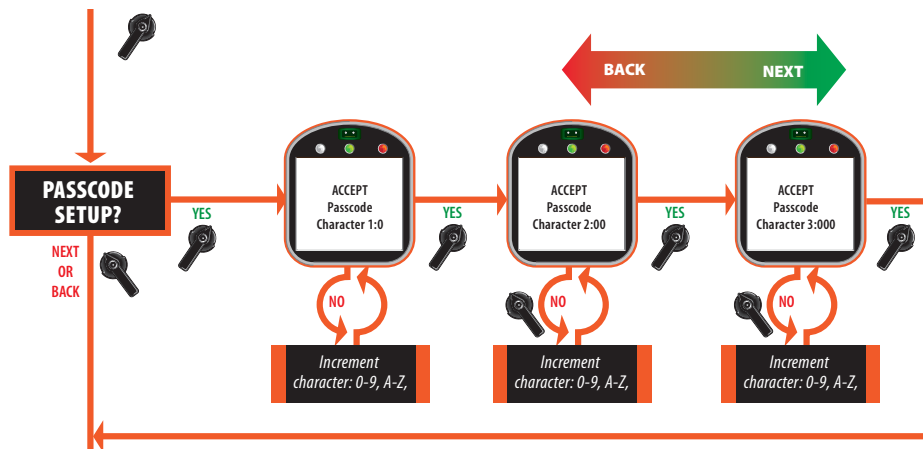 BACK NEXT
PASSCODE
SETUP?
YES
NEXT
OR
BACK
ACCEPT
Passcode
Character 1:0
YES
NO
Increment
character: 0-9, A-Z,
ACCEPT
Passcode
Character 2:00
YES
NO
Increment
character: 0-9, A-Z,
ACCEPT
Passcode
Character 3:000
YES
NO
Increment
character: 0-9, A-Z,